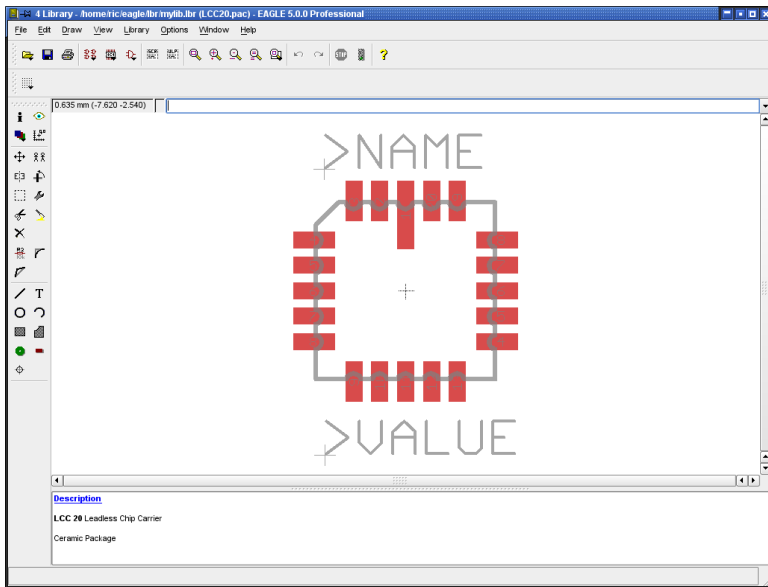 4 Library - /home/ric/eagle/lbr/mylib.lbr (LCC20.pac) - EAGLE 5.0.0 Professional
File Edit Draw View Library Options Window Help
0.635 mm (-7.620 -2.540)
>NAME
>VALUE
Description
LCC 20 Leadless Chip Carrier
Ceramic Package